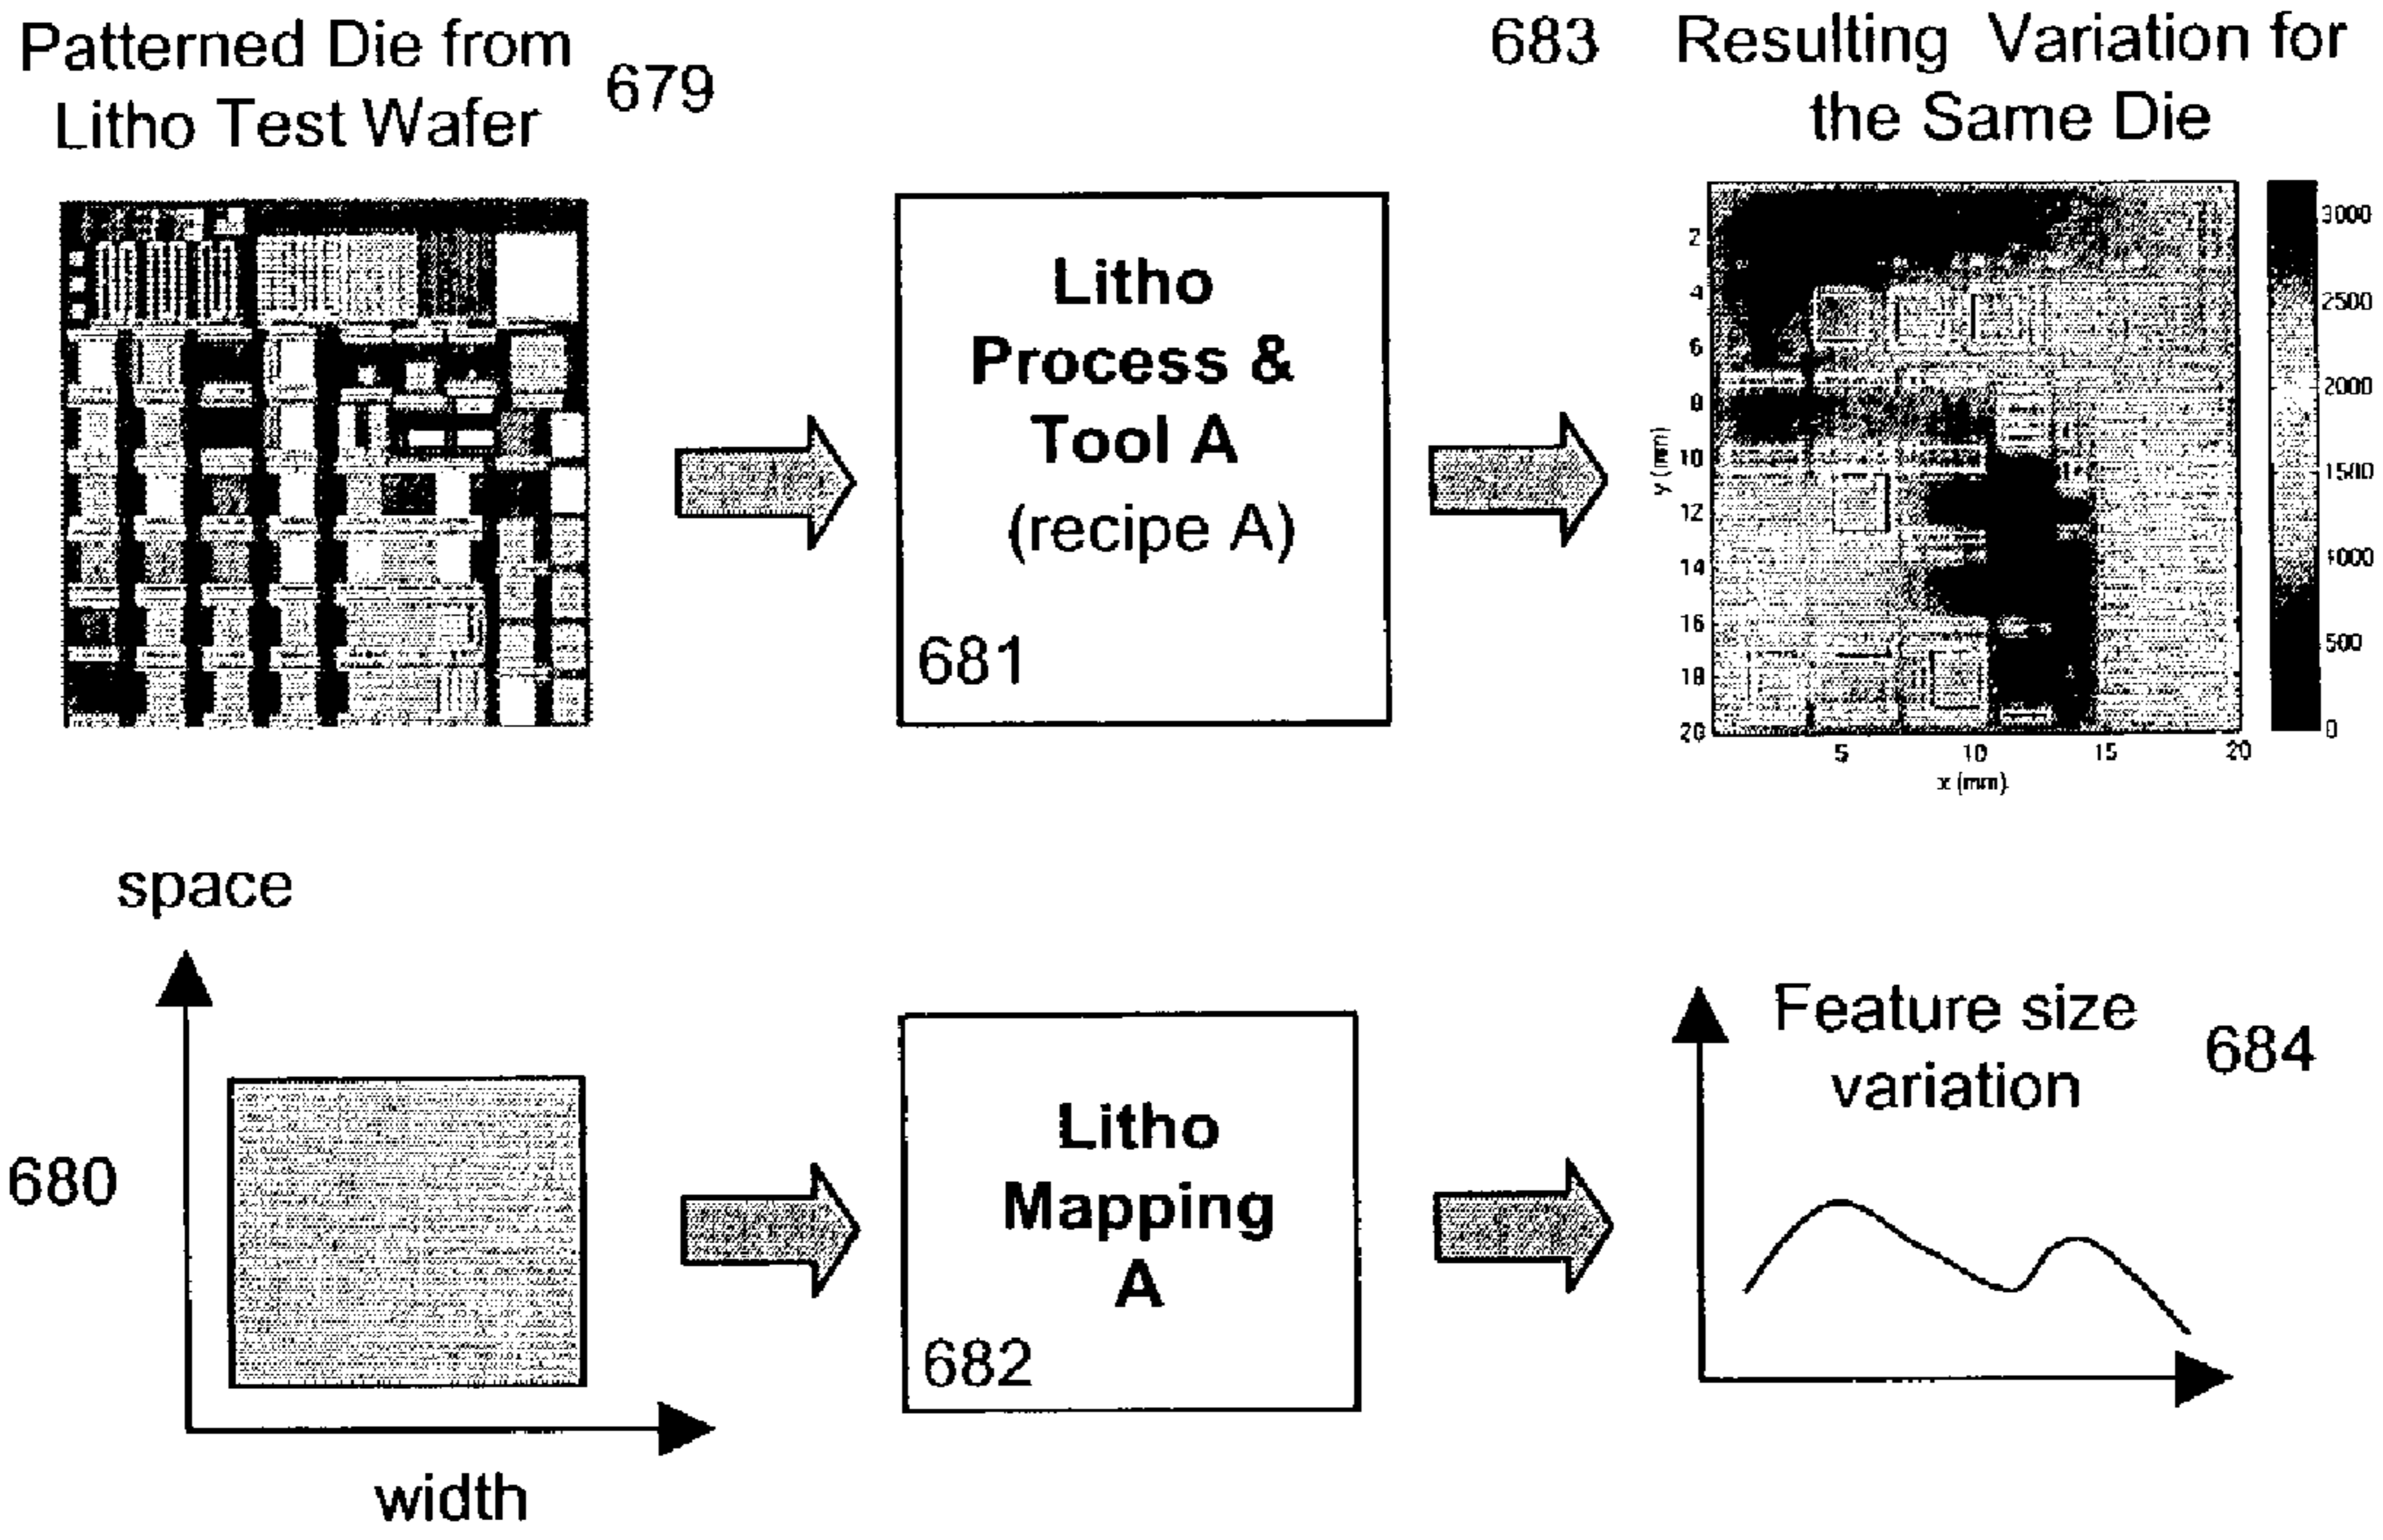 Patterned Die from
Litho Test Wafer
679
683
Resulting Variation for
the Same Die
Litho
Process &
Tool A
(recipe A)
681
y (mm)
2
4
6
8
10
12
14
16
18
20
5
10
15
20
x (mm)
3000
2500
2000
1500
1000
500
0
space
680
width
Litho
Mapping
A
682
Feature size
variation
684